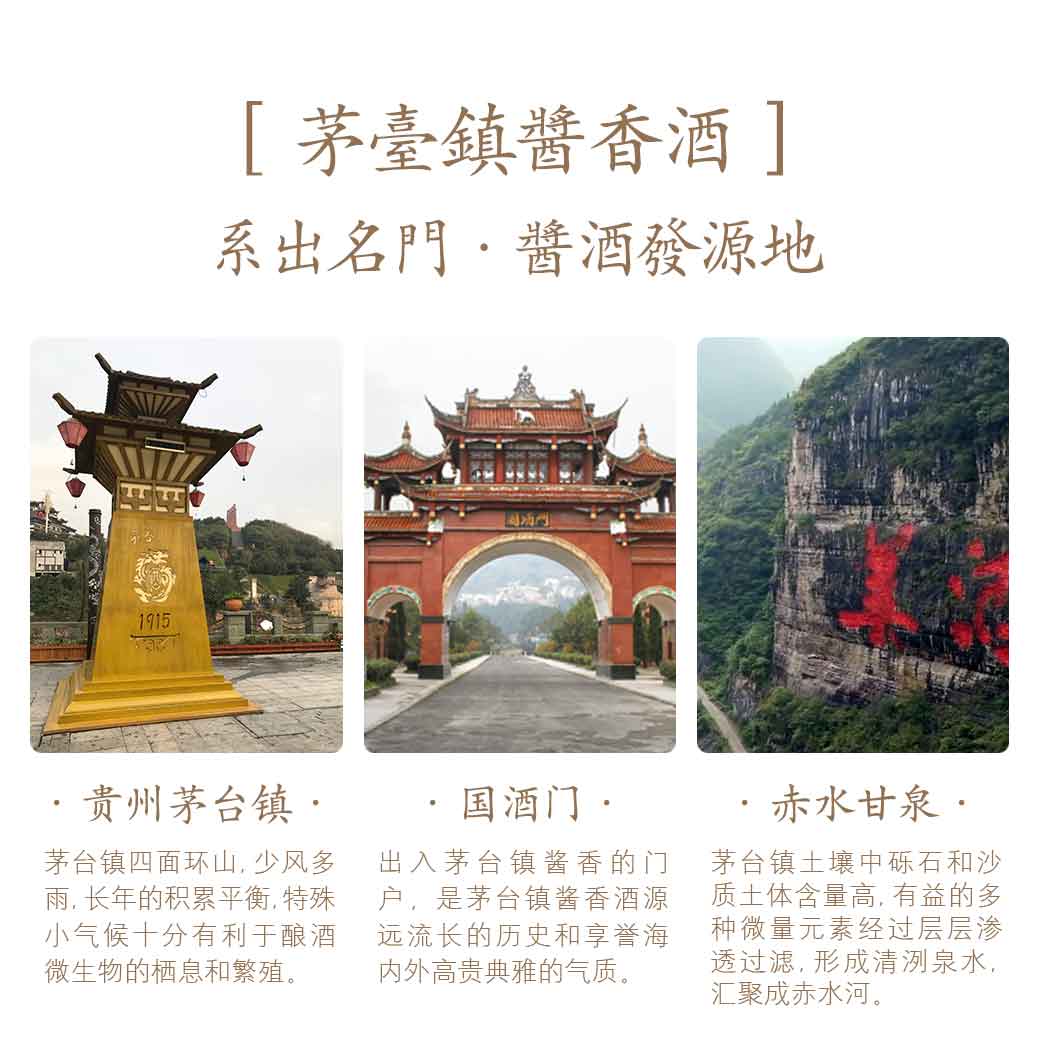 [ 茅臺鎮醬香酒 ]
系出名門·醬酒發源地
茅台
1915
国酒門
美酒
· 贵州茅台镇 ·
茅台镇四面环山,少风多
雨,长年的积累平衡,特殊
小气候十分有利于酿酒
微生物的栖息和繁殖。
· 国酒门 ·
出入茅台镇酱香的门
户，是茅台镇酱香酒源
远流长的历史和享誉海
内外高贵典雅的气质。
· 赤水甘泉 ·
茅台镇土壤中砾石和沙
质土体含量高,有益的多
种微量元素经过层层渗
透过滤,形成清洌泉水,
汇聚成赤水河。